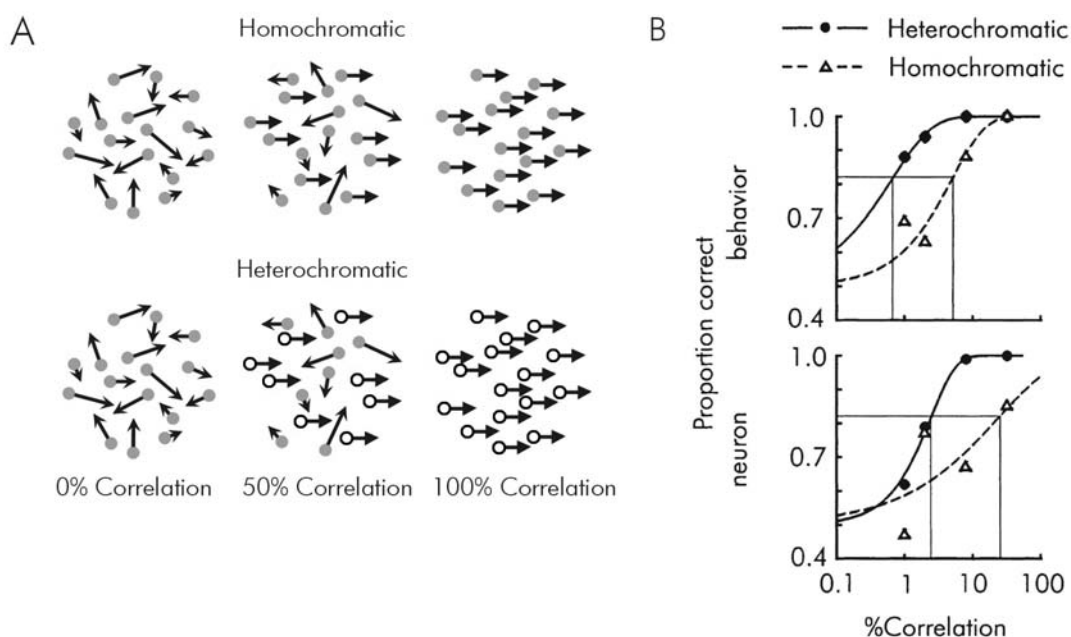 A
Homochromatic
Heterochromatic
0% Correlation
50% Correlation
100% Correlation
B
Heterochromatic
Homochromatic
Proportion correct
behavior
1.0
0.7
0.4
neuron
1.0
0.7
0.4
0.1 1 10 100
%Correlation